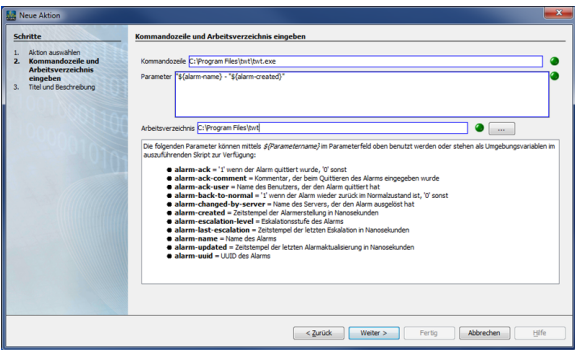 Neue Aktion
Schritte
1. Aktion auswählen
2. Kommandozeile und
Arbeitsverzeichnis
eingeben
3. Titel und Beschreibung
Kommandozeile und Arbeitsverzeichnis eingeben
Kommandozeile C:\Program Files\twt\twt.exe
Parameter "${alarm-name} - "${alarm-created}"
Arbeitsverzeichnis C:\Program Files\twt
...
Die folgenden Parameter können mittels ${Parametername} im Parameterfeld oben benutzt werden oder stehen als Umgebungsvariablen im
auszuführenden Skript zur Verfügung:
● alarm-ack = '1' wenn der Alarm quittiert wurde, '0' sonst
● alarm-ack-comment = Kommentar, der beim Quittieren des Alarms eingegeben wurde
● alarm-ack-user = Name des Benutzers, der den Alarm quittiert hat
● alarm-back-to-normal = '1' wenn der Alarm wieder zurück im Normalzustand ist, '0' sonst
● alarm-changed-by-server = Name des Servers, der den Alarm ausgelöst hat
● alarm-created = Zeitstempel der Alarmerstellung in Nanosekunden
● alarm-escalation-level = Eskalationsstufe des Alarms
● alarm-last-escalation = Zeitstempel der letzten Eskalation in Nanosekunden
● alarm-name = Name des Alarms
● alarm-updated = Zeitstempel der letzten Alarmaktualisierung in Nanosekunden
● alarm-uuid = UUID des Alarms
< Zurück Weiter > Fertig Abbrechen Hilfe